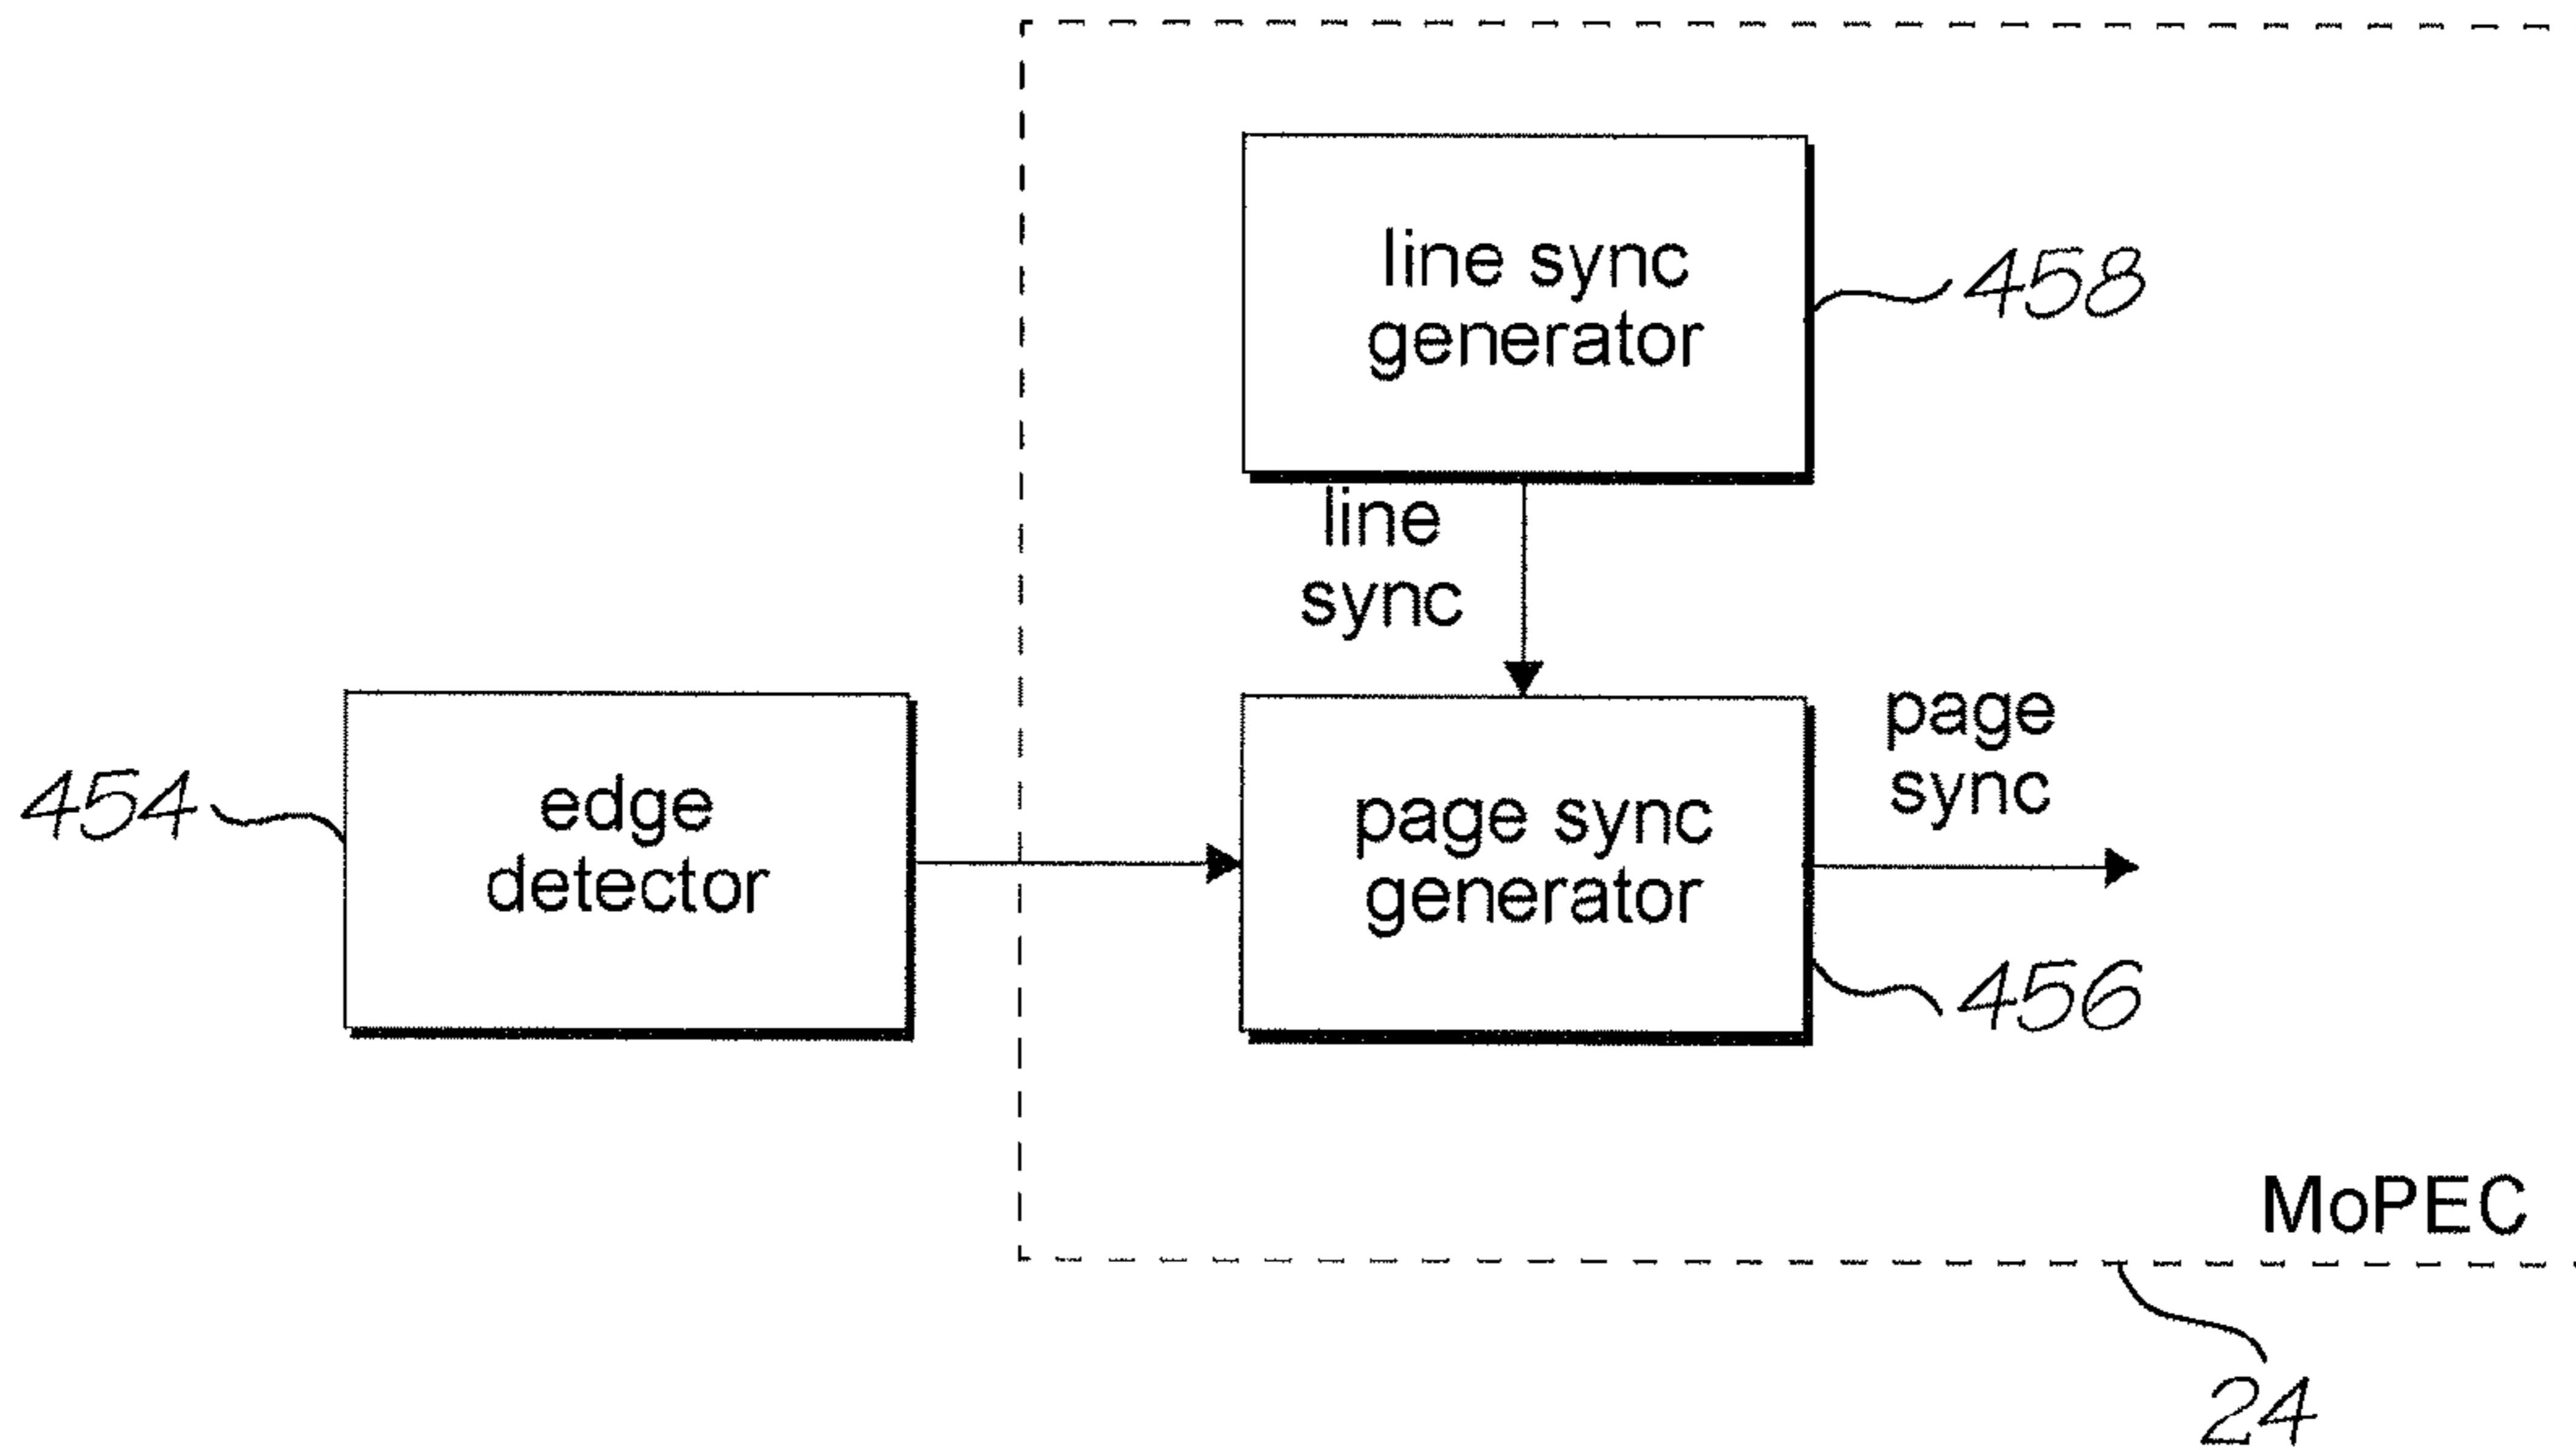 line sync
generator
458
line
sync
page
sync
454
edge
detector
page sync
generator
456
MoPEC
24